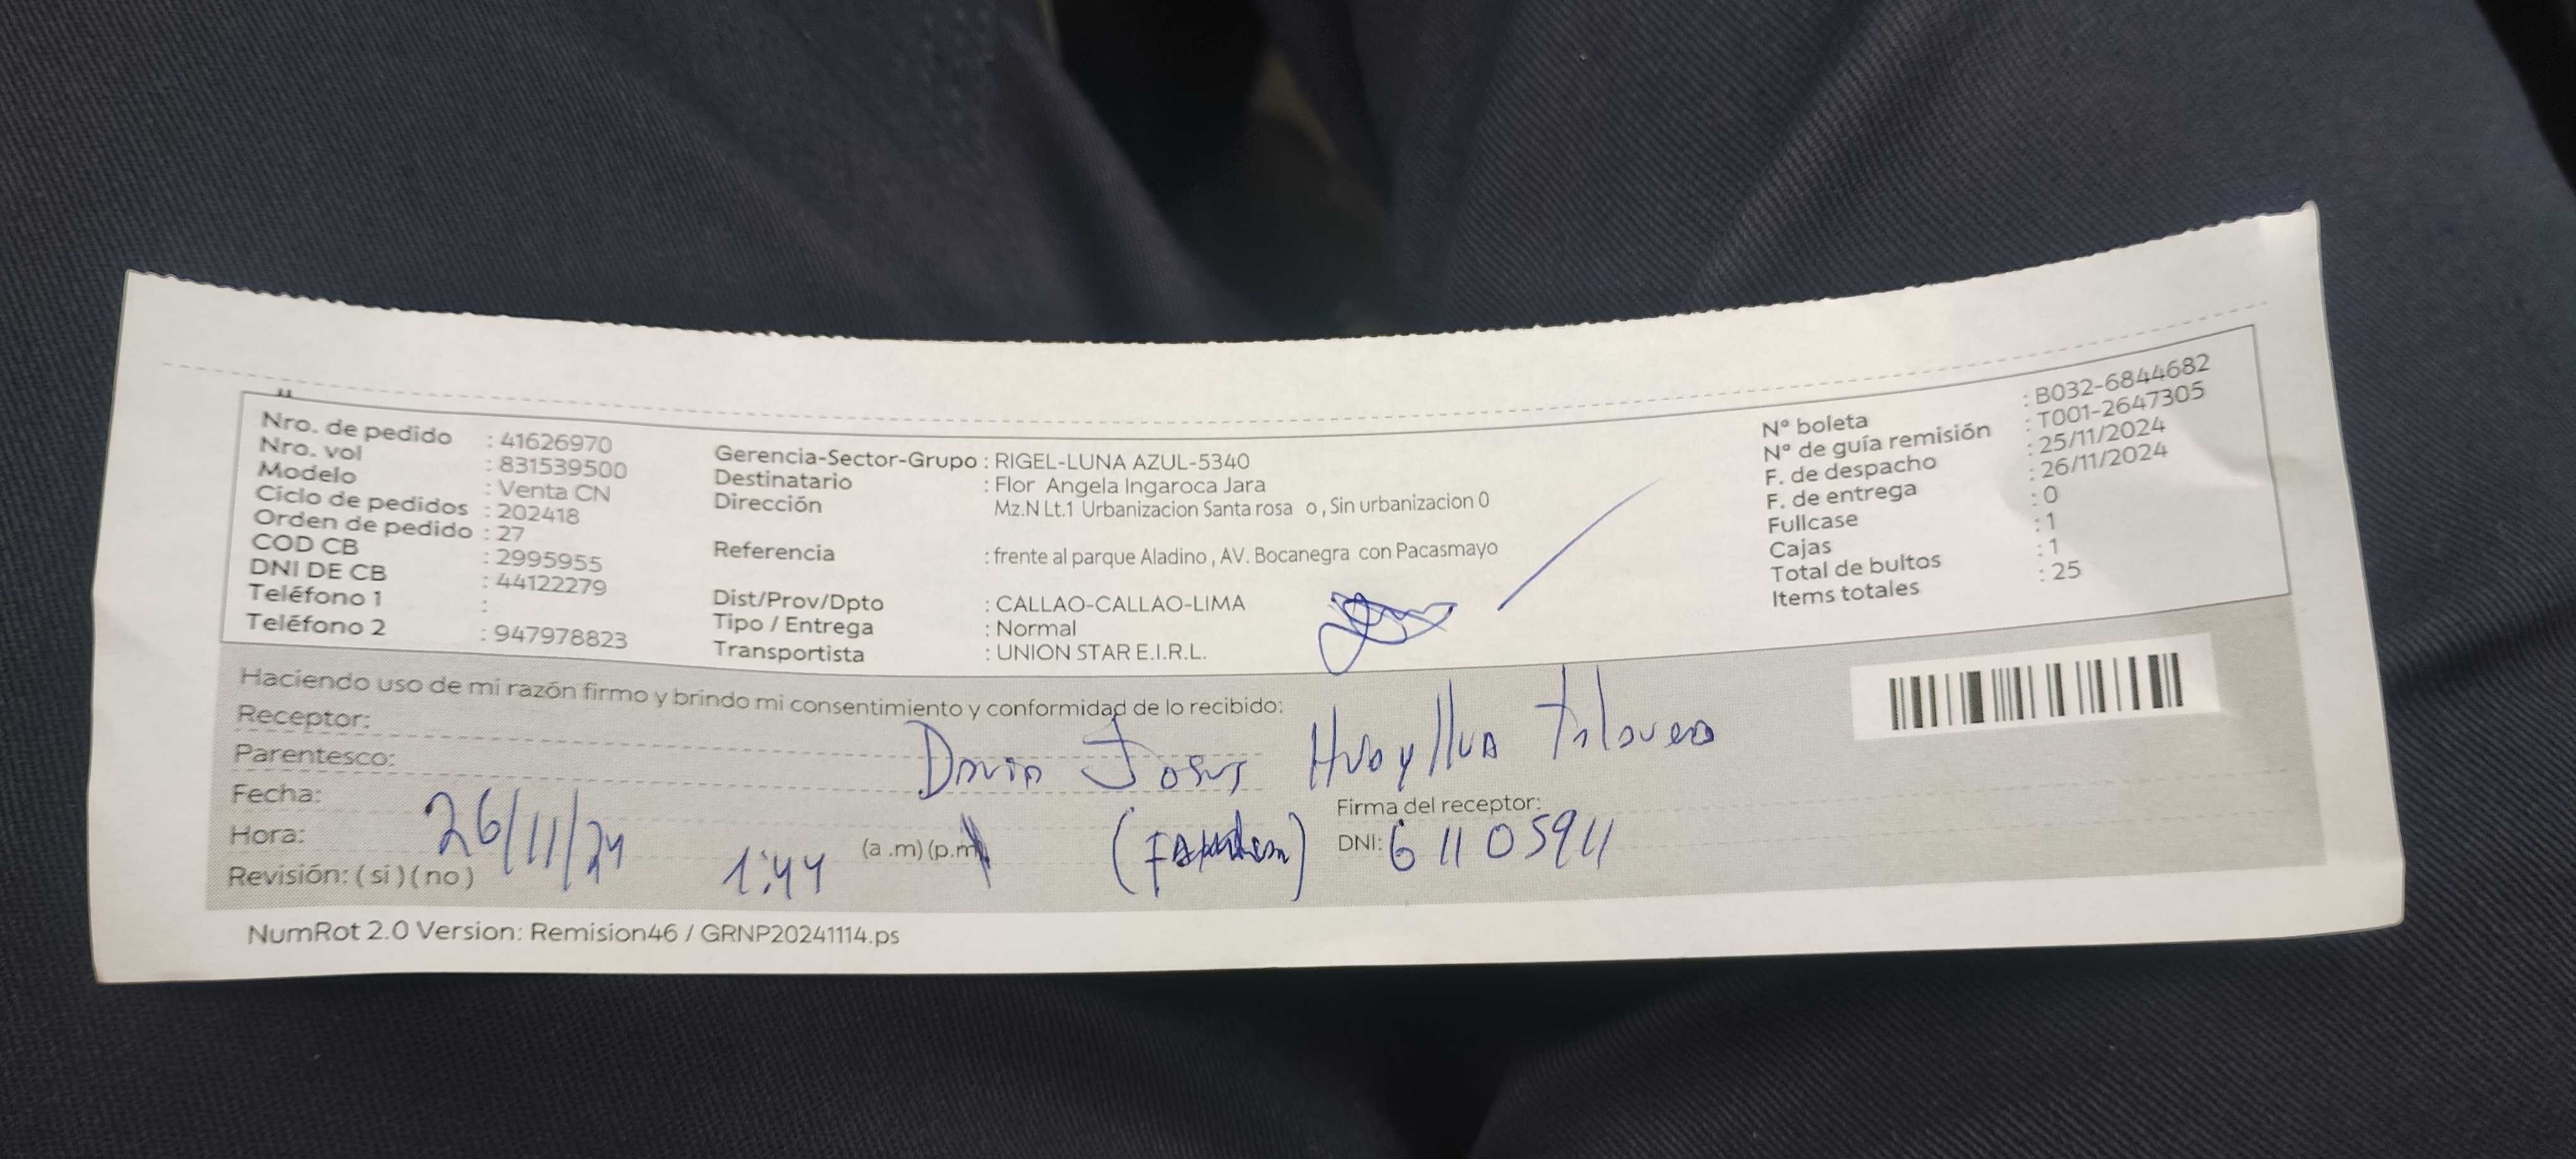 Nro. de pedido : 41626970
Nro. vol : 831539500
Modelo : Venta CN
Ciclo de pedidos : 202418
Orden de pedido : 27
COD CB : 2995955
DNI DE CB : 44122279
Teléfono 1 :
Teléfono 2 : 947978823
Gerencia-Sector-Grupo : RIGEL-LUNA AZUL-5340
Destinatario : Flor Angela Ingaroca Jara
Dirección Mz.N Lt.1 Urbanizacion Santa rosa o , Sin urbanizacion 0
Referencia : frente al parque Aladino , AV. Bocanegra con Pacasmayo
Dist/Prov/Dpto : CALLAO-CALLAO-LIMA
Tipo / Entrega : Normal
Transportista : UNION STAR E.I.R.L.
N° boleta : B032-6844682
N° de guía remisión : T001-2647305
F. de despacho : 25/11/2024
F. de entrega : 26/11/2024
Fullcase : 0
Cajas : 1
Total de bultos : 1
Items totales : 25
Haciendo uso de mi razón firmo y brindo mi consentimiento y conformidad de lo recibido:
Receptor:
Parentesco:
Fecha: 26/11/24
Hora: 1:44 (a .m) (p.m
Revisión: ( si ) ( no )
Firma del receptor:
DNI: 61105911
NumRot 2.0 Version: Remision46 / GRNP20241114.ps